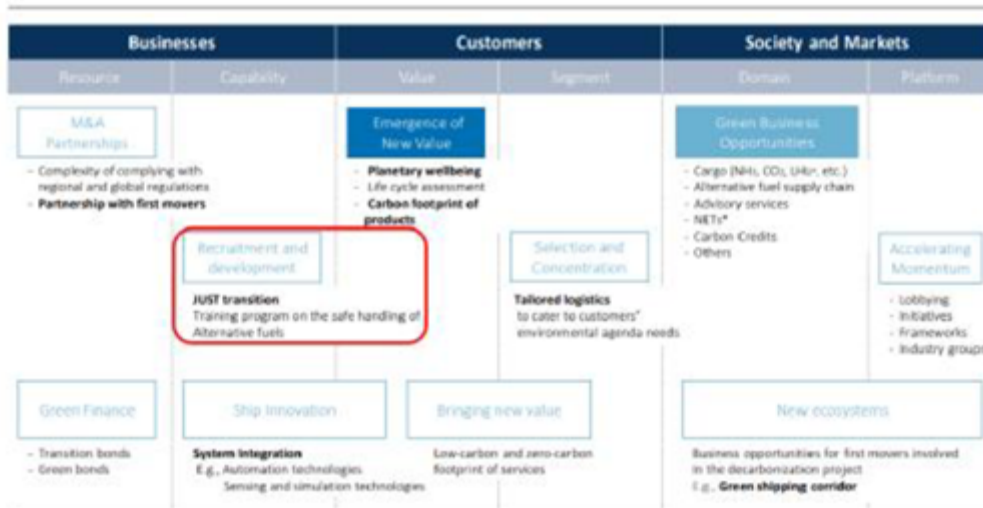 Businesses
Customers
Society and Markets
Resource
Capability
Value
Segment
Domain
Platform
M&A
Partnerships
- Complexity of complying with
regional and global regulations
- Partnership with first movers
Recruitment and
development
JUST transition
Training program on the safe handling of
Alternative fuels
Emergence of
New Value
- Planetary wellbeing
- Life cycle assessment
- Carbon footprint of
products
Selection and
Concentration
Tailored logistics
to cater to customers"
environmental agenda needs
Green Business
Opportunities
- Cargo (NH₃, CO₂, etc.)
- Alternative fuel supply chain
- Advisory services
- NETs*
- Carbon Credits
- Others
Accelerating
Momentum
- Lobbying
- Initiatives
- Frameworks
- Industry groups
Green Finance
- Transition bonds
- Green bonds
Ship Innovation
System Integration
E.g., Automation technologies
Sensing and simulation technologies
Bringing new value
Low-carbon and zero-carbon
footprint of services
New ecosystems
Business opportunities for first movers involved
in the decarbonization project
E.g., Green shipping corridor